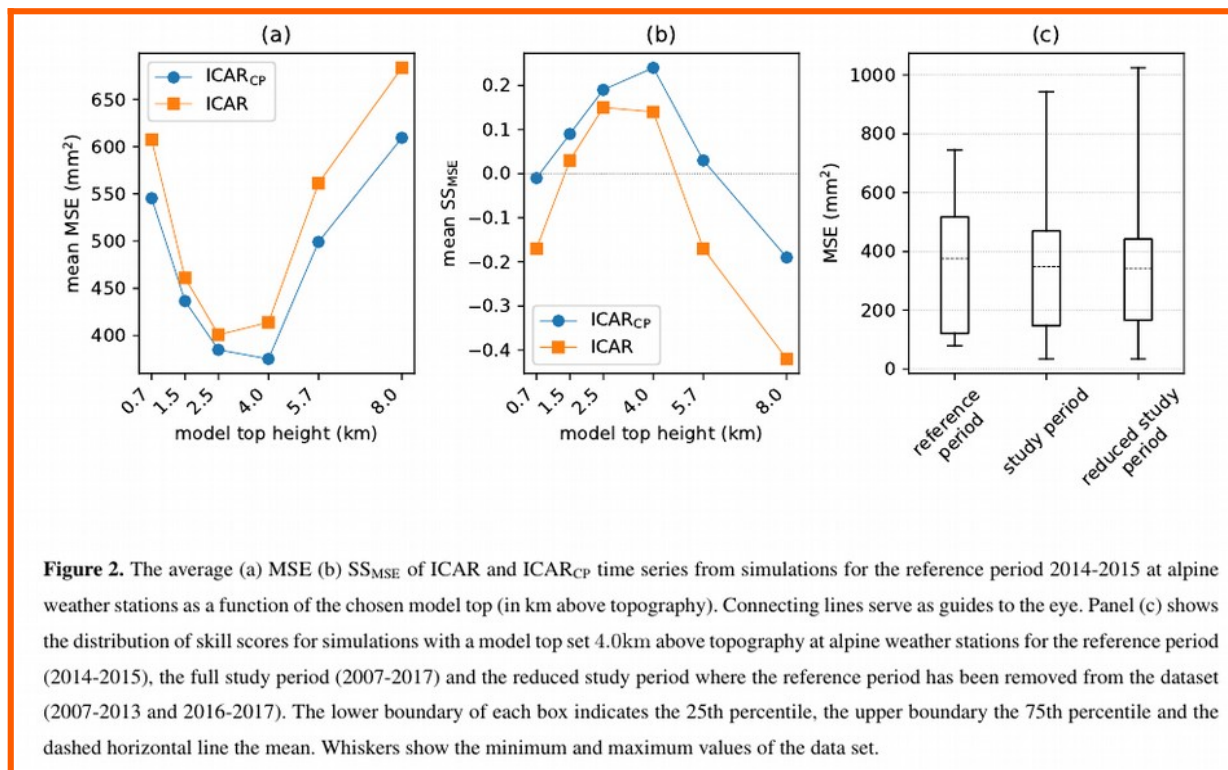 (a)
(b)
(c)
ICAR_CP
ICAR
650
600
550
500
450
400
mean MSE (mm²)
0.7
1.5
2.5
4.0
5.7
8.0
model top height (km)
0.2
0.1
0.0
−0.1
−0.2
−0.3
−0.4
mean SS_MSE
ICAR_CP
ICAR
0.7
1.5
2.5
4.0
5.7
8.0
model top height (km)
1000
800
600
400
200
0
MSE (mm²)
reference
period
study period
reduced study
period
Figure 2. The average (a) MSE (b) SS_MSE of ICAR and ICAR_CP time series from simulations for the reference period 2014-2015 at alpine
weather stations as a function of the chosen model top (in km above topography). Connecting lines serve as guides to the eye. Panel (c) shows
the distribution of skill scores for simulations with a model top set 4.0km above topography at alpine weather stations for the reference period
(2014-2015), the full study period (2007-2017) and the reduced study period where the reference period has been removed from the dataset
(2007-2013 and 2016-2017). The lower boundary of each box indicates the 25th percentile, the upper boundary the 75th percentile and the
dashed horizontal line the mean. Whiskers show the minimum and maximum values of the data set.